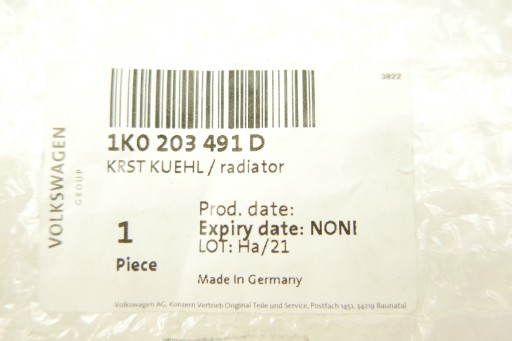 3822
1K0 203 491 D
KRST KUEHL / radiator
VOLKSWAGEN
GROUP
Prod. date:
1
Expiry date: NONE
LOT: Ha/21
Piece
Made In Germany
Volkswagen AG, Konzern Vertrieb Original Teile und Service, Postfach 1451, 34219 Baunatal